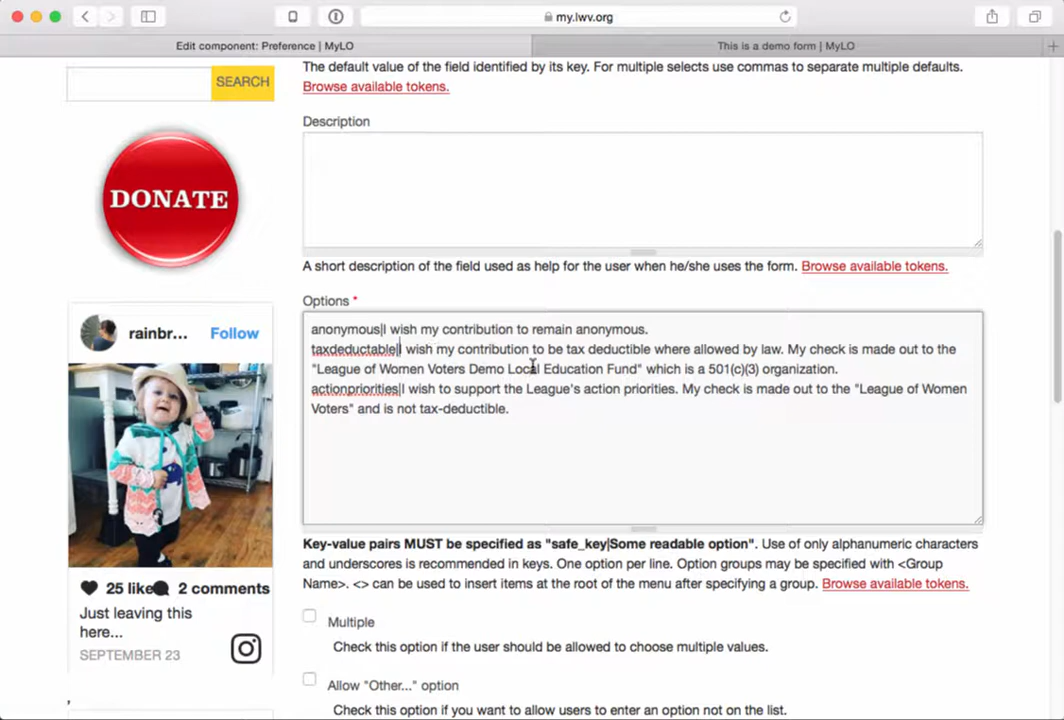 my.lwv.org
Edit component: Preference | MyLO
This is a demo form | MyLO
The default value of the field identified by its key. For multiple selects use commas to separate multiple defaults.
Browse available tokens.
SEARCH
Description
DONATE
A short description of the field used as help for the user when he/she uses the form. Browse available tokens.
Options *
rainbr... Follow
anonymous|I wish my contribution to remain anonymous.
taxdeductable|I wish my contribution to be tax deductible where allowed by law. My check is made out to the
"League of Women Voters Demo Local Education Fund" which is a 501(c)(3) organization.
actionpriorities|I wish to support the League's action priorities. My check is made out to the "League of Women
Voters" and is not tax-deductible.
Key-value pairs MUST be specified as "safe_key|Some readable option". Use of only alphanumeric characters
and underscores is recommended in keys. One option per line. Option groups may be specified with <Group
Name>. <> can be used to insert items at the root of the menu after specifying a group. Browse available tokens.
25 likes 2 comments
Just leaving this
here...
SEPTEMBER 23
Multiple
Check this option if the user should be allowed to choose multiple values.
Allow "Other..." option
Check this option if you want to allow users to enter an option not on the list.